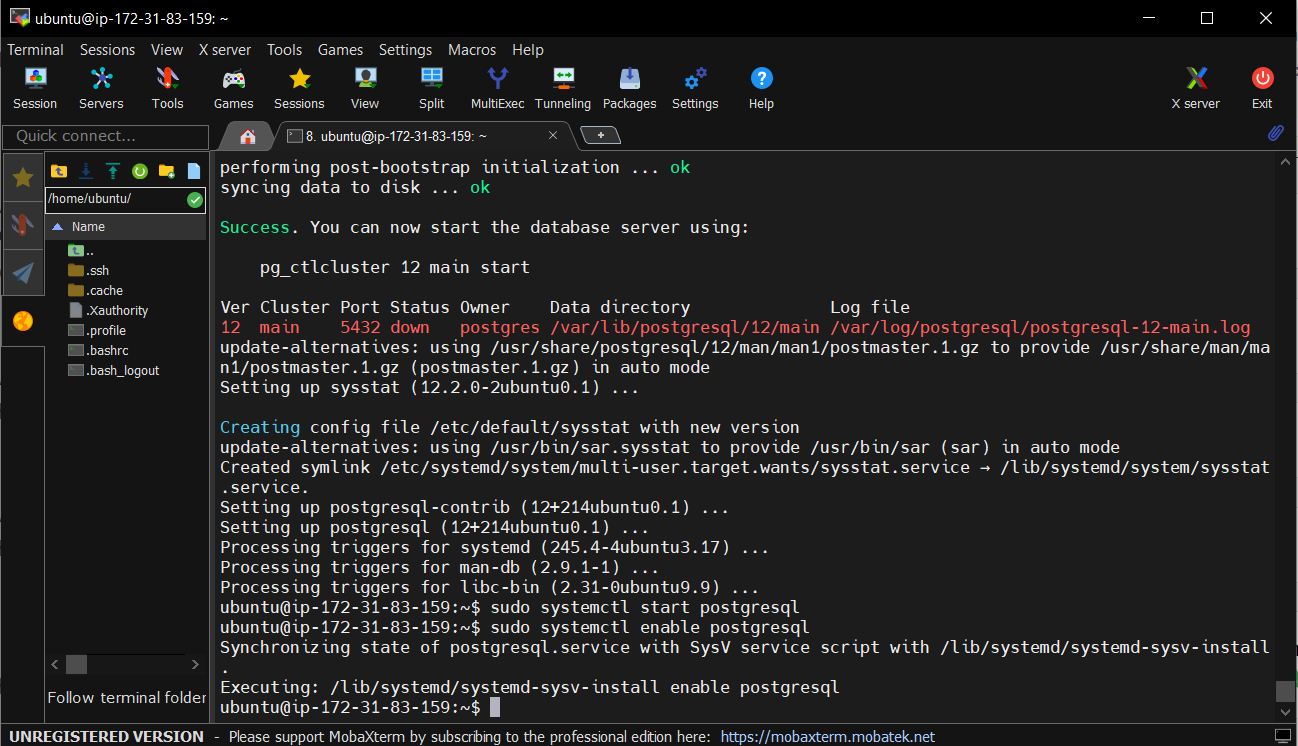 ubuntu@ip-172-31-83-159: ~
Terminal Sessions View X server Tools Games Settings Macros Help
Session Servers Tools Games Sessions View Split MultiExec Tunneling Packages Settings Help X server Exit
Quick connect...
8. ubuntu@ip-172-31-83-159: ~
/home/ubuntu/
Name
..
.ssh
.cache
.Xauthority
.profile
.bashrc
.bash_logout
Follow terminal folder
performing post-bootstrap initialization ... ok
syncing data to disk ... ok
Success. You can now start the database server using:
pg_ctlcluster 12 main start
Ver Cluster Port Status Owner    Data directory              Log file
12  main    5432 down   postgres /var/lib/postgresql/12/main /var/log/postgresql/postgresql-12-main.log
update-alternatives: using /usr/share/postgresql/12/man/man1/postmaster.1.gz to provide /usr/share/man/ma
n1/postmaster.1.gz (postmaster.1.gz) in auto mode
Setting up sysstat (12.2.0-2ubuntu0.1) ...
Creating config file /etc/default/sysstat with new version
update-alternatives: using /usr/bin/sar.sysstat to provide /usr/bin/sar (sar) in auto mode
Created symlink /etc/systemd/system/multi-user.target.wants/sysstat.service → /lib/systemd/system/sysstat
.service.
Setting up postgresql-contrib (12+214ubuntu0.1) ...
Setting up postgresql (12+214ubuntu0.1) ...
Processing triggers for systemd (245.4-4ubuntu3.17) ...
Processing triggers for man-db (2.9.1-1) ...
Processing triggers for libc-bin (2.31-0ubuntu9.9) ...
ubuntu@ip-172-31-83-159:~$ sudo systemctl start postgresql
ubuntu@ip-172-31-83-159:~$ sudo systemctl enable postgresql
Synchronizing state of postgresql.service with SysV service script with /lib/systemd/systemd-sysv-install
.
Executing: /lib/systemd/systemd-sysv-install enable postgresql
ubuntu@ip-172-31-83-159:~$
UNREGISTERED VERSION - Please support MobaXterm by subscribing to the professional edition here: https://mobaxterm.mobatek.net